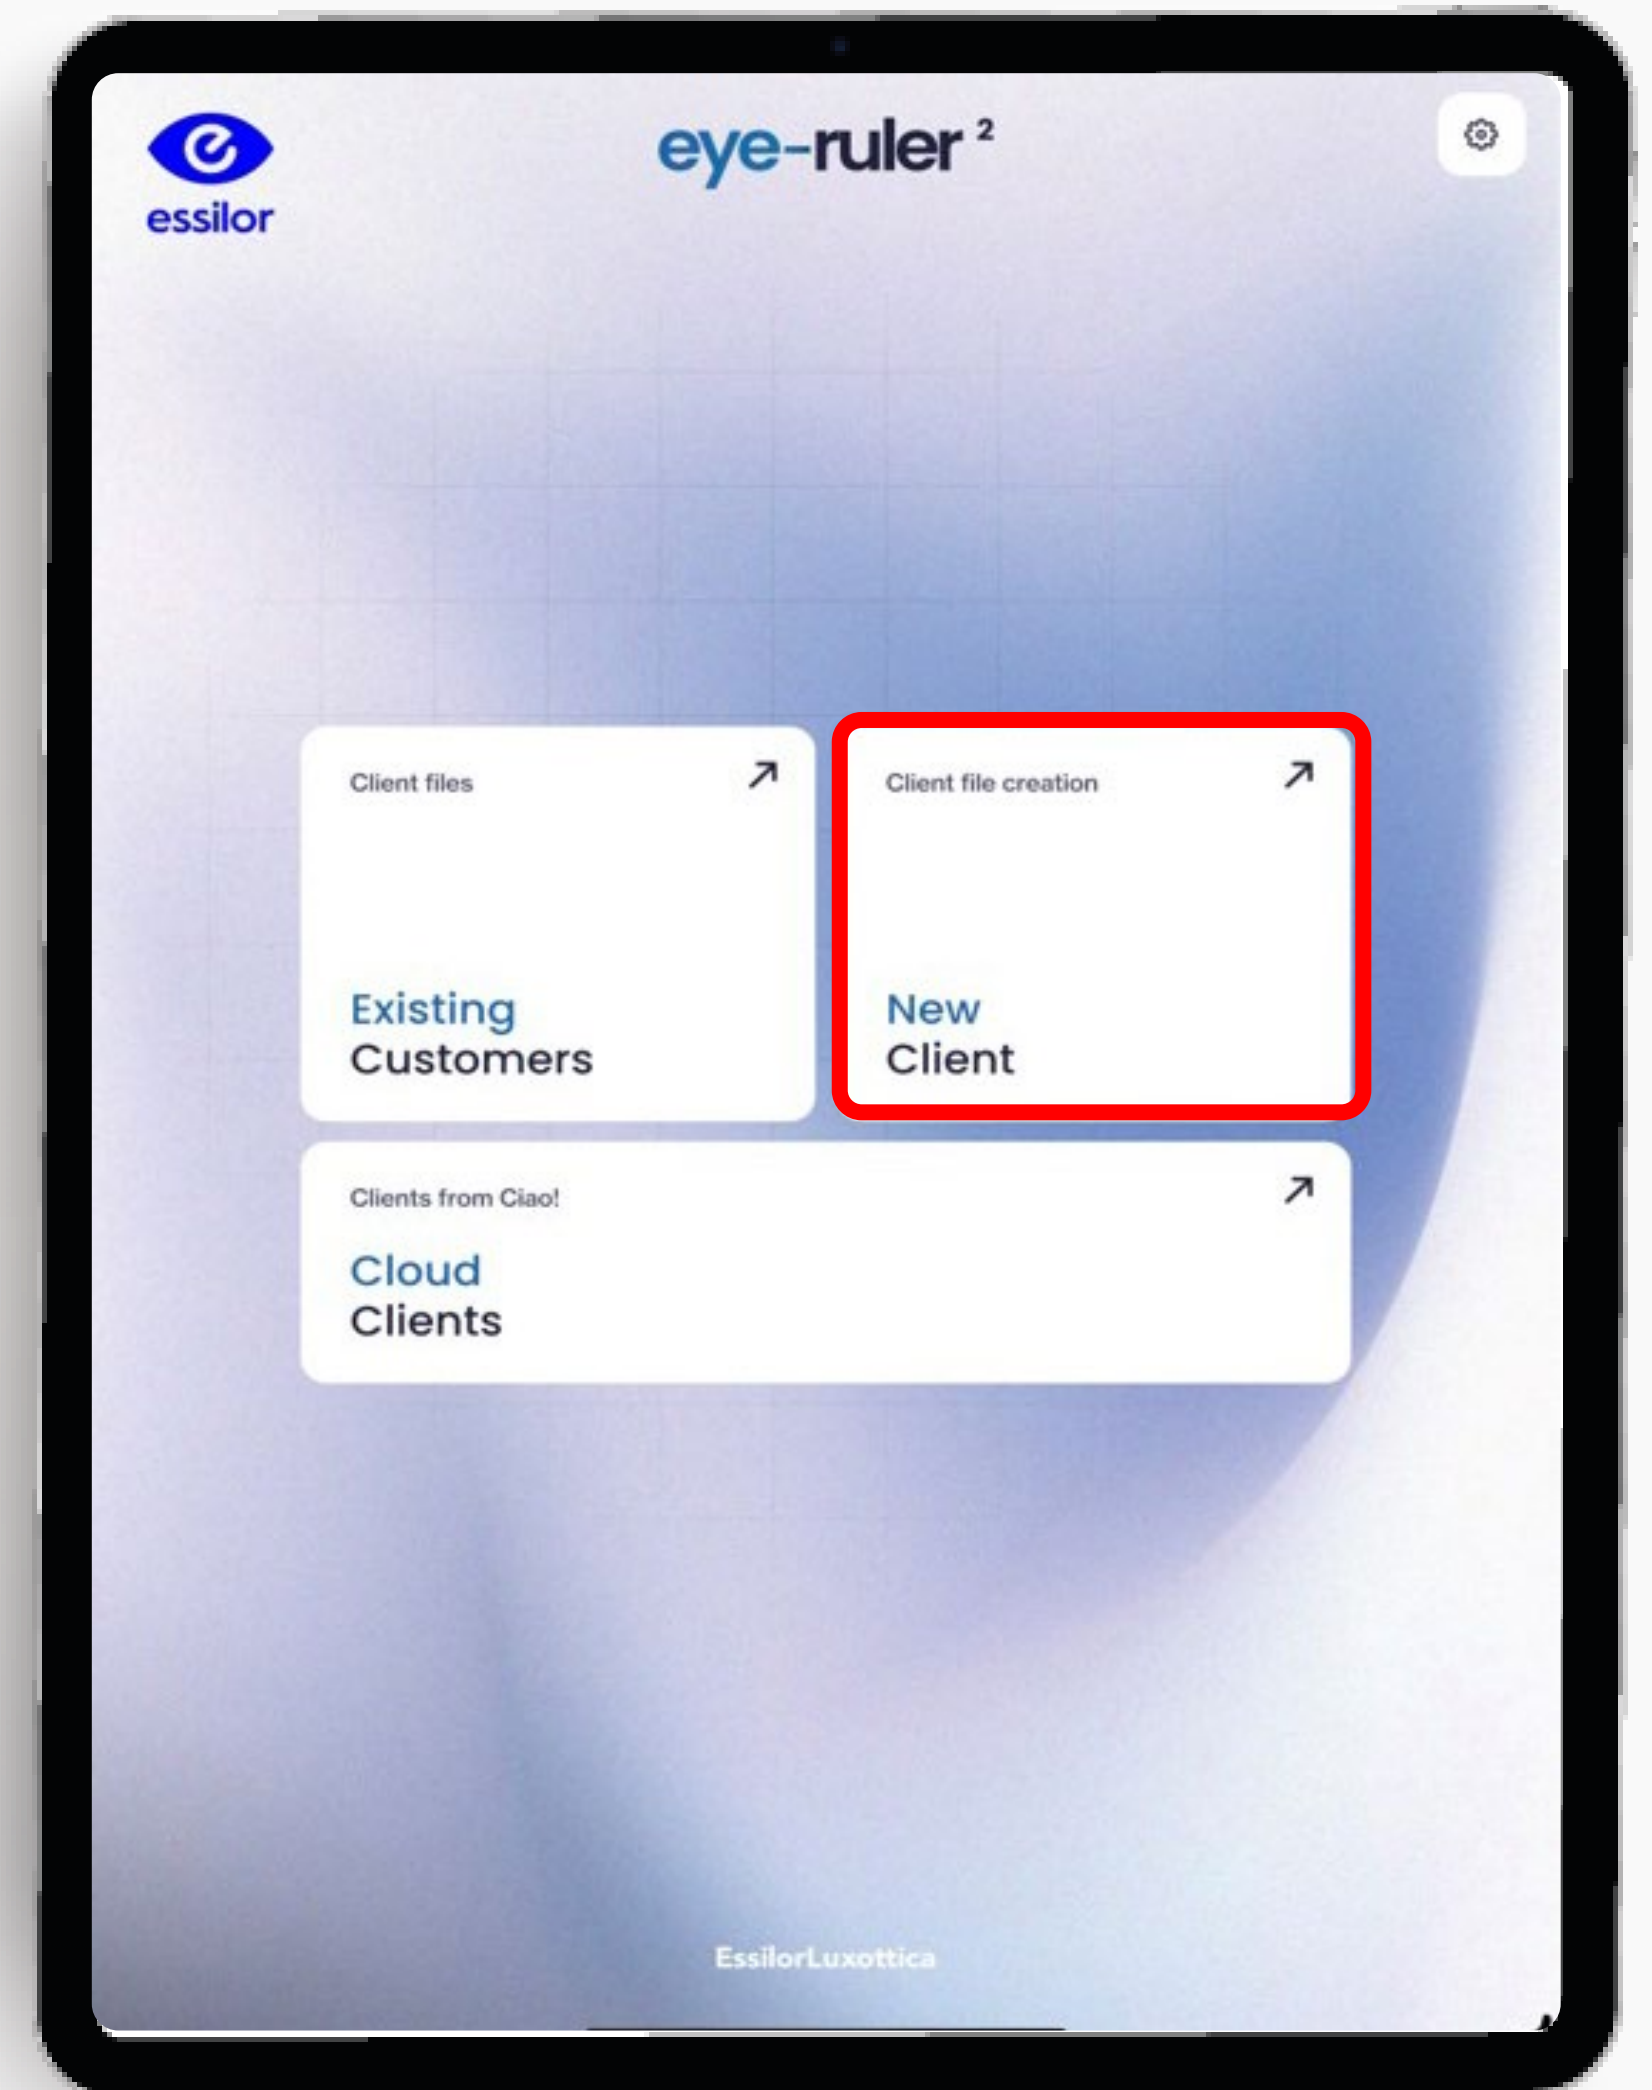 essilor
eye-ruler ²
Client files
Existing
Customers
Client file creation
New
Client
Clients from Ciao!
Cloud
Clients
EssilorLuxottica